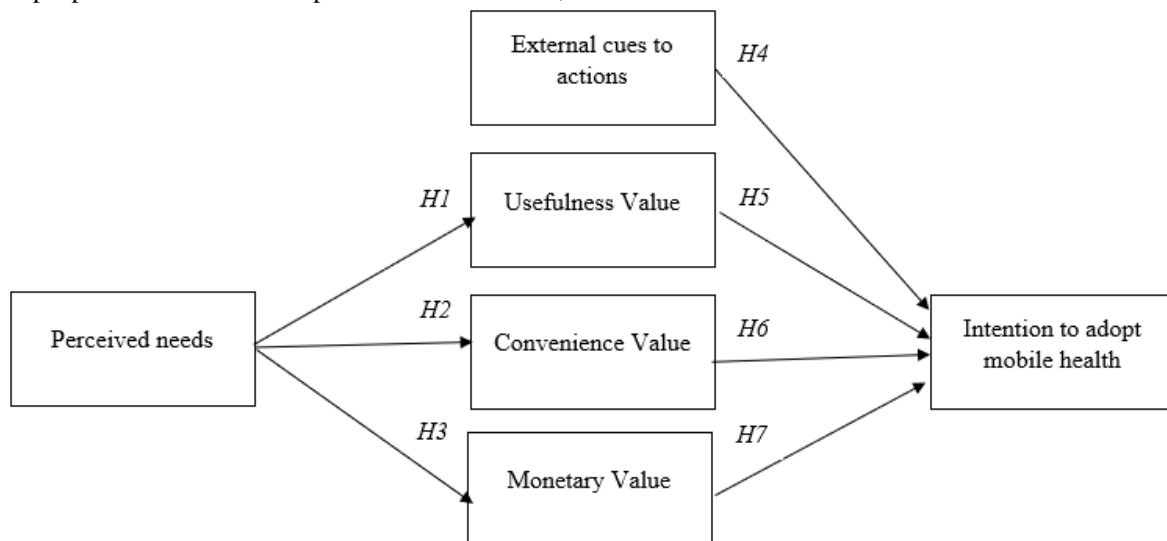 External cues to
actions
H4
H1
Usefulness Value
H5
Perceived needs
H2
Convenience Value
H6
Intention to adopt
mobile health
H3
Monetary Value
H7